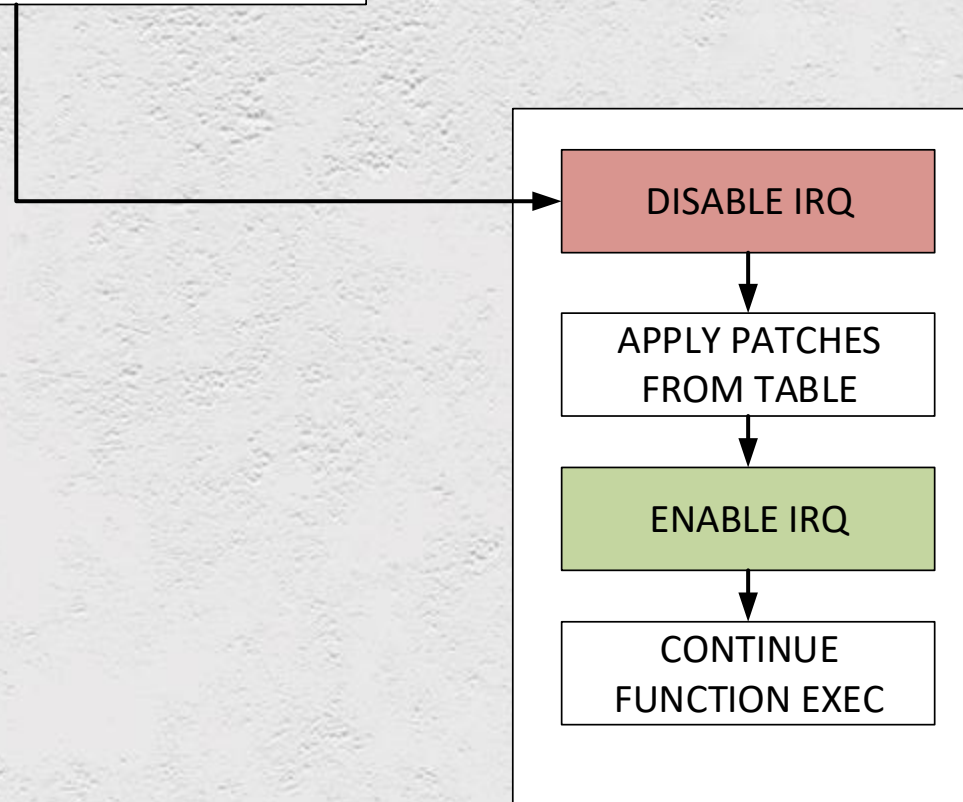 DISABLE IRQ
APPLY PATCHES
FROM TABLE
ENABLE IRQ
CONTINUE
FUNCTION EXEC